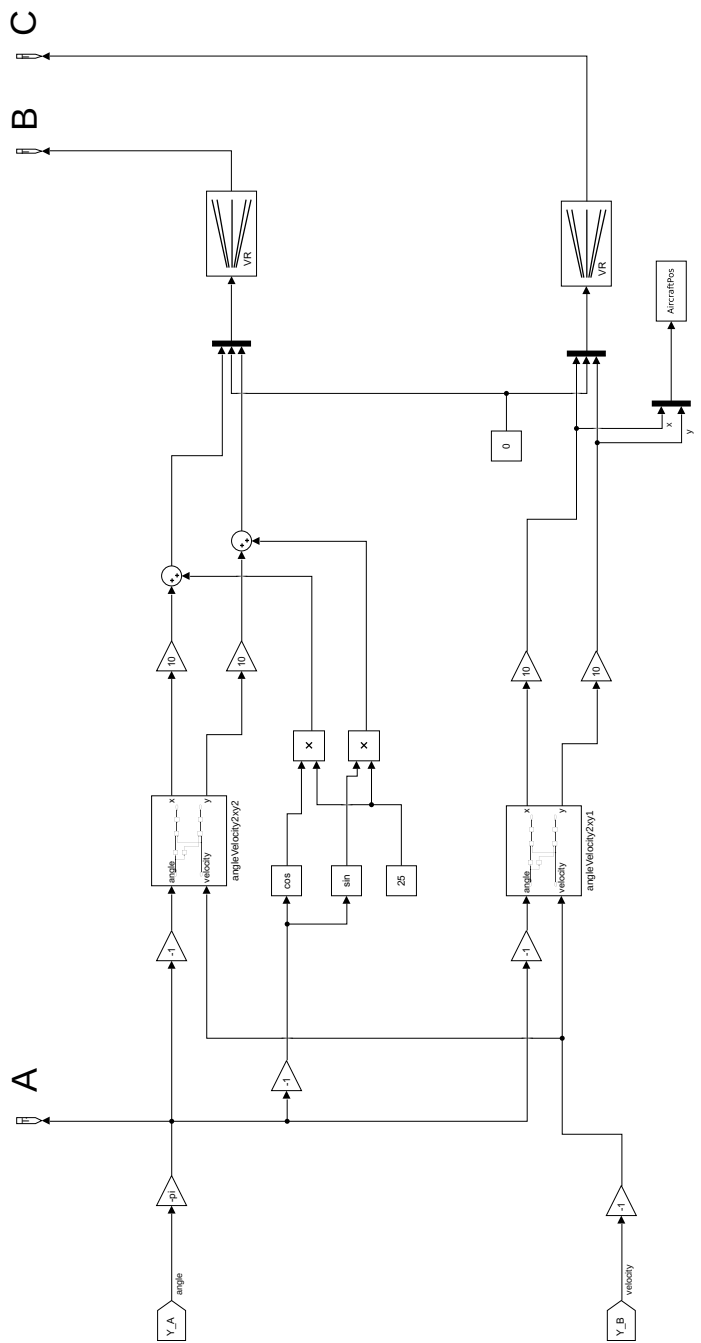 A
B
C
Y_A
angle
-pi
-1
angle
velocity
x
y
angleVelocity2xy2
10
10
+
+
+
+
VR
-1
cos
sin
25
×
×
0
Y_B
velocity
-1
-1
angle
velocity
x
y
angleVelocity2xy1
10
10
VR
x
y
AircraftPos